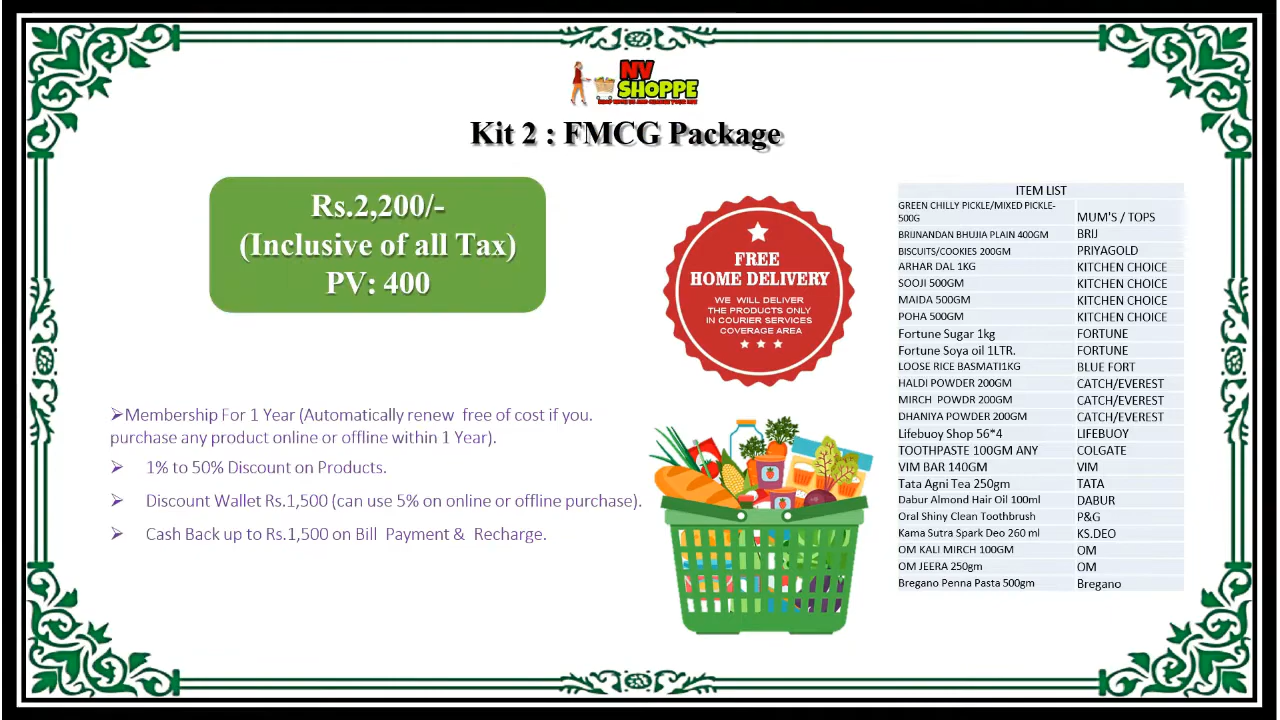 NV
SHOPPE
Kit 2 : FMCG Package
Rs.2,200/-
(Inclusive of all Tax)
PV: 400
FREE
HOME DELIVERY
WE WILL DELIVER
THE PRODUCTS ONLY
IN COURIER SERVICES
COVERAGE AREA
➢Membership For 1 Year (Automatically renew free of cost if you.
purchase any product online or offline within 1 Year).
➢ 1% to 50% Discount on Products.
➢ Discount Wallet Rs.1,500 (can use 5% on online or offline purchase).
➢ Cash Back up to Rs.1,500 on Bill Payment & Recharge.
ITEM LIST
GREEN CHILLY PICKLE/MIXED PICKLE-
500G MUM'S / TOPS
BRIJNANDAN BHUJIA PLAIN 400GM BRIJ
BISCUITS/COOKIES 200GM PRIYAGOLD
ARHAR DAL 1KG KITCHEN CHOICE
SOOJI 500GM KITCHEN CHOICE
MAIDA 500GM KITCHEN CHOICE
POHA 500GM KITCHEN CHOICE
Fortune Sugar 1kg FORTUNE
Fortune Soya oil 1LTR. FORTUNE
LOOSE RICE BASMATI1KG BLUE FORT
HALDI POWDER 200GM CATCH/EVEREST
MIRCH POWDR 200GM CATCH/EVEREST
DHANIYA POWDER 200GM CATCH/EVEREST
Lifebuoy Shop 56*4 LIFEBUOY
TOOTHPASTE 100GM ANY COLGATE
VIM BAR 140GM VIM
Tata Agni Tea 250gm TATA
Dabur Almond Hair Oil 100ml DABUR
Oral Shiny Clean Toothbrush P&G
Kama Sutra Spark Deo 260 ml KS.DEO
OM KALI MIRCH 100GM OM
OM JEERA 250gm OM
Bregano Penna Pasta 500gm Bregano